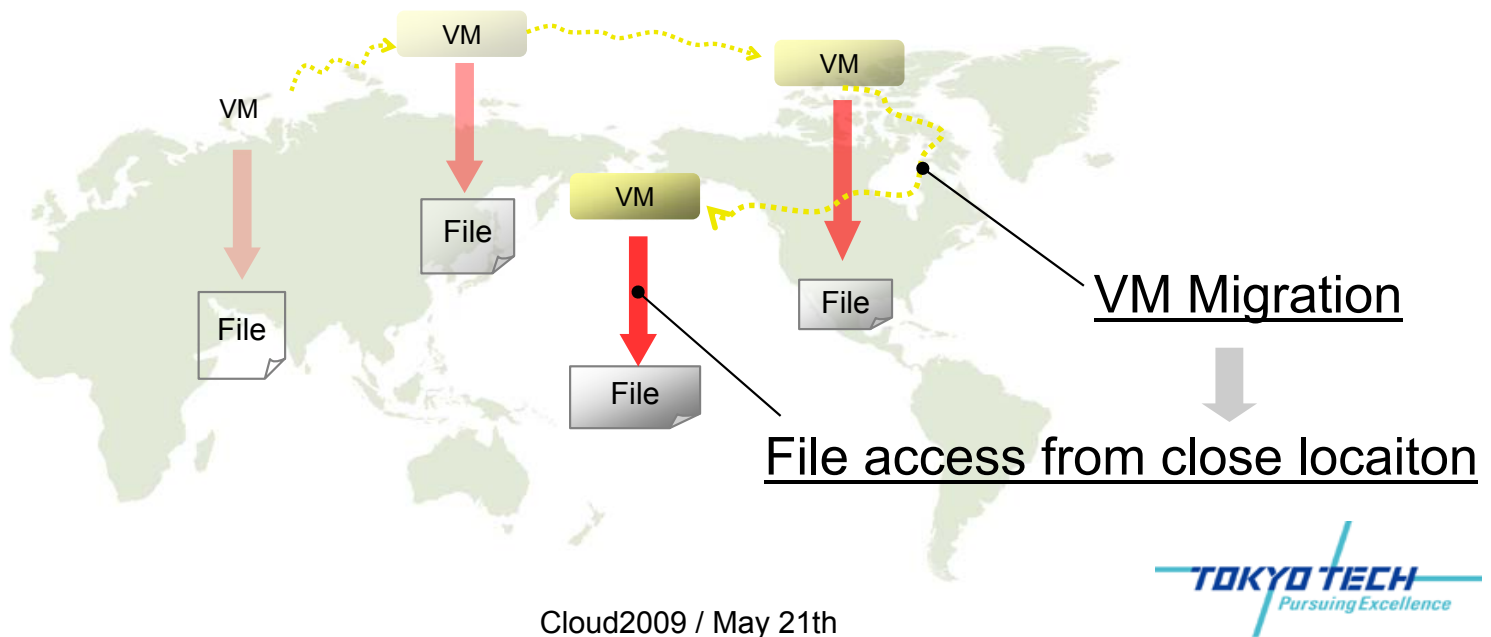 VM
VM
VM
VM
File
File
File
File
VM Migration
File access from close locaiton
TOKYO TECH
Pursuing Excellence
Cloud2009 / May 21th